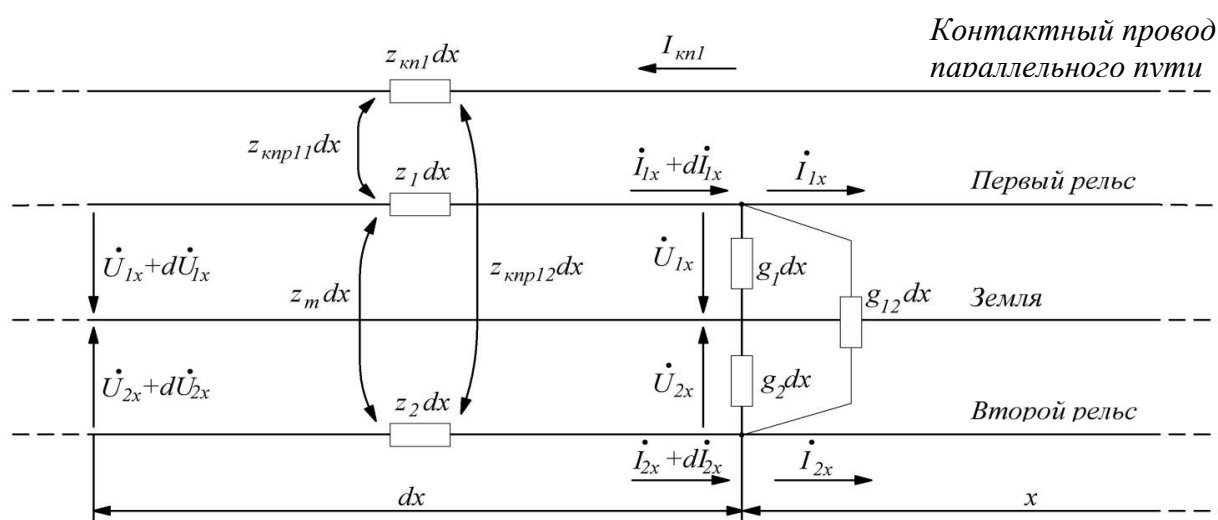 Контактный провод
параллельного пути
I_кп1
z_кп1 dx
z_кпр11 dx
z_1 dx
İ_1x + dİ_1x
İ_1x
Первый рельс
U̇_1x + dU̇_1x
z_m dx
z_кпр12 dx
U̇_1x
g_1 dx
g_12 dx
Земля
U̇_2x + dU̇_2x
z_2 dx
U̇_2x
g_2 dx
Второй рельс
İ_2x + dİ_2x
İ_2x
dx
x